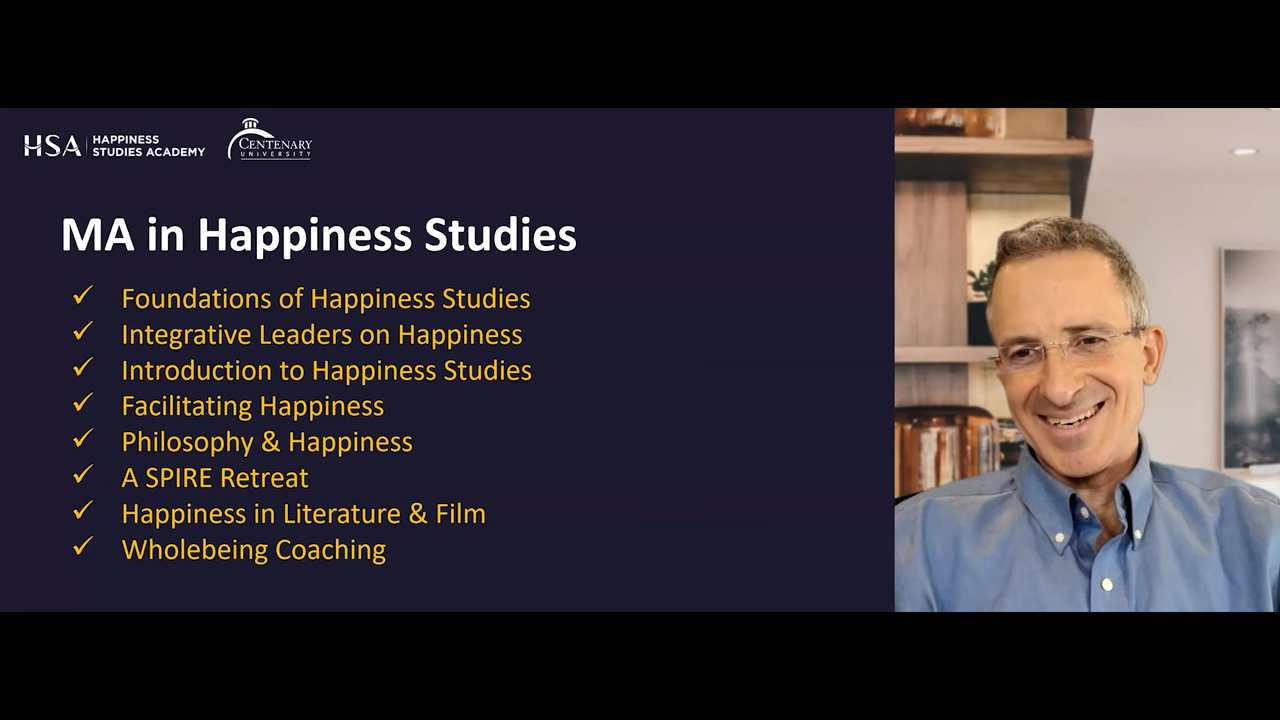 HSA
HAPPINESS
STUDIES ACADEMY
CENTENARY
UNIVERSITY
MA in Happiness Studies
✓ Foundations of Happiness Studies
✓ Integrative Leaders on Happiness
✓ Introduction to Happiness Studies
✓ Facilitating Happiness
✓ Philosophy & Happiness
✓ A SPIRE Retreat
✓ Happiness in Literature & Film
✓ Wholebeing Coaching